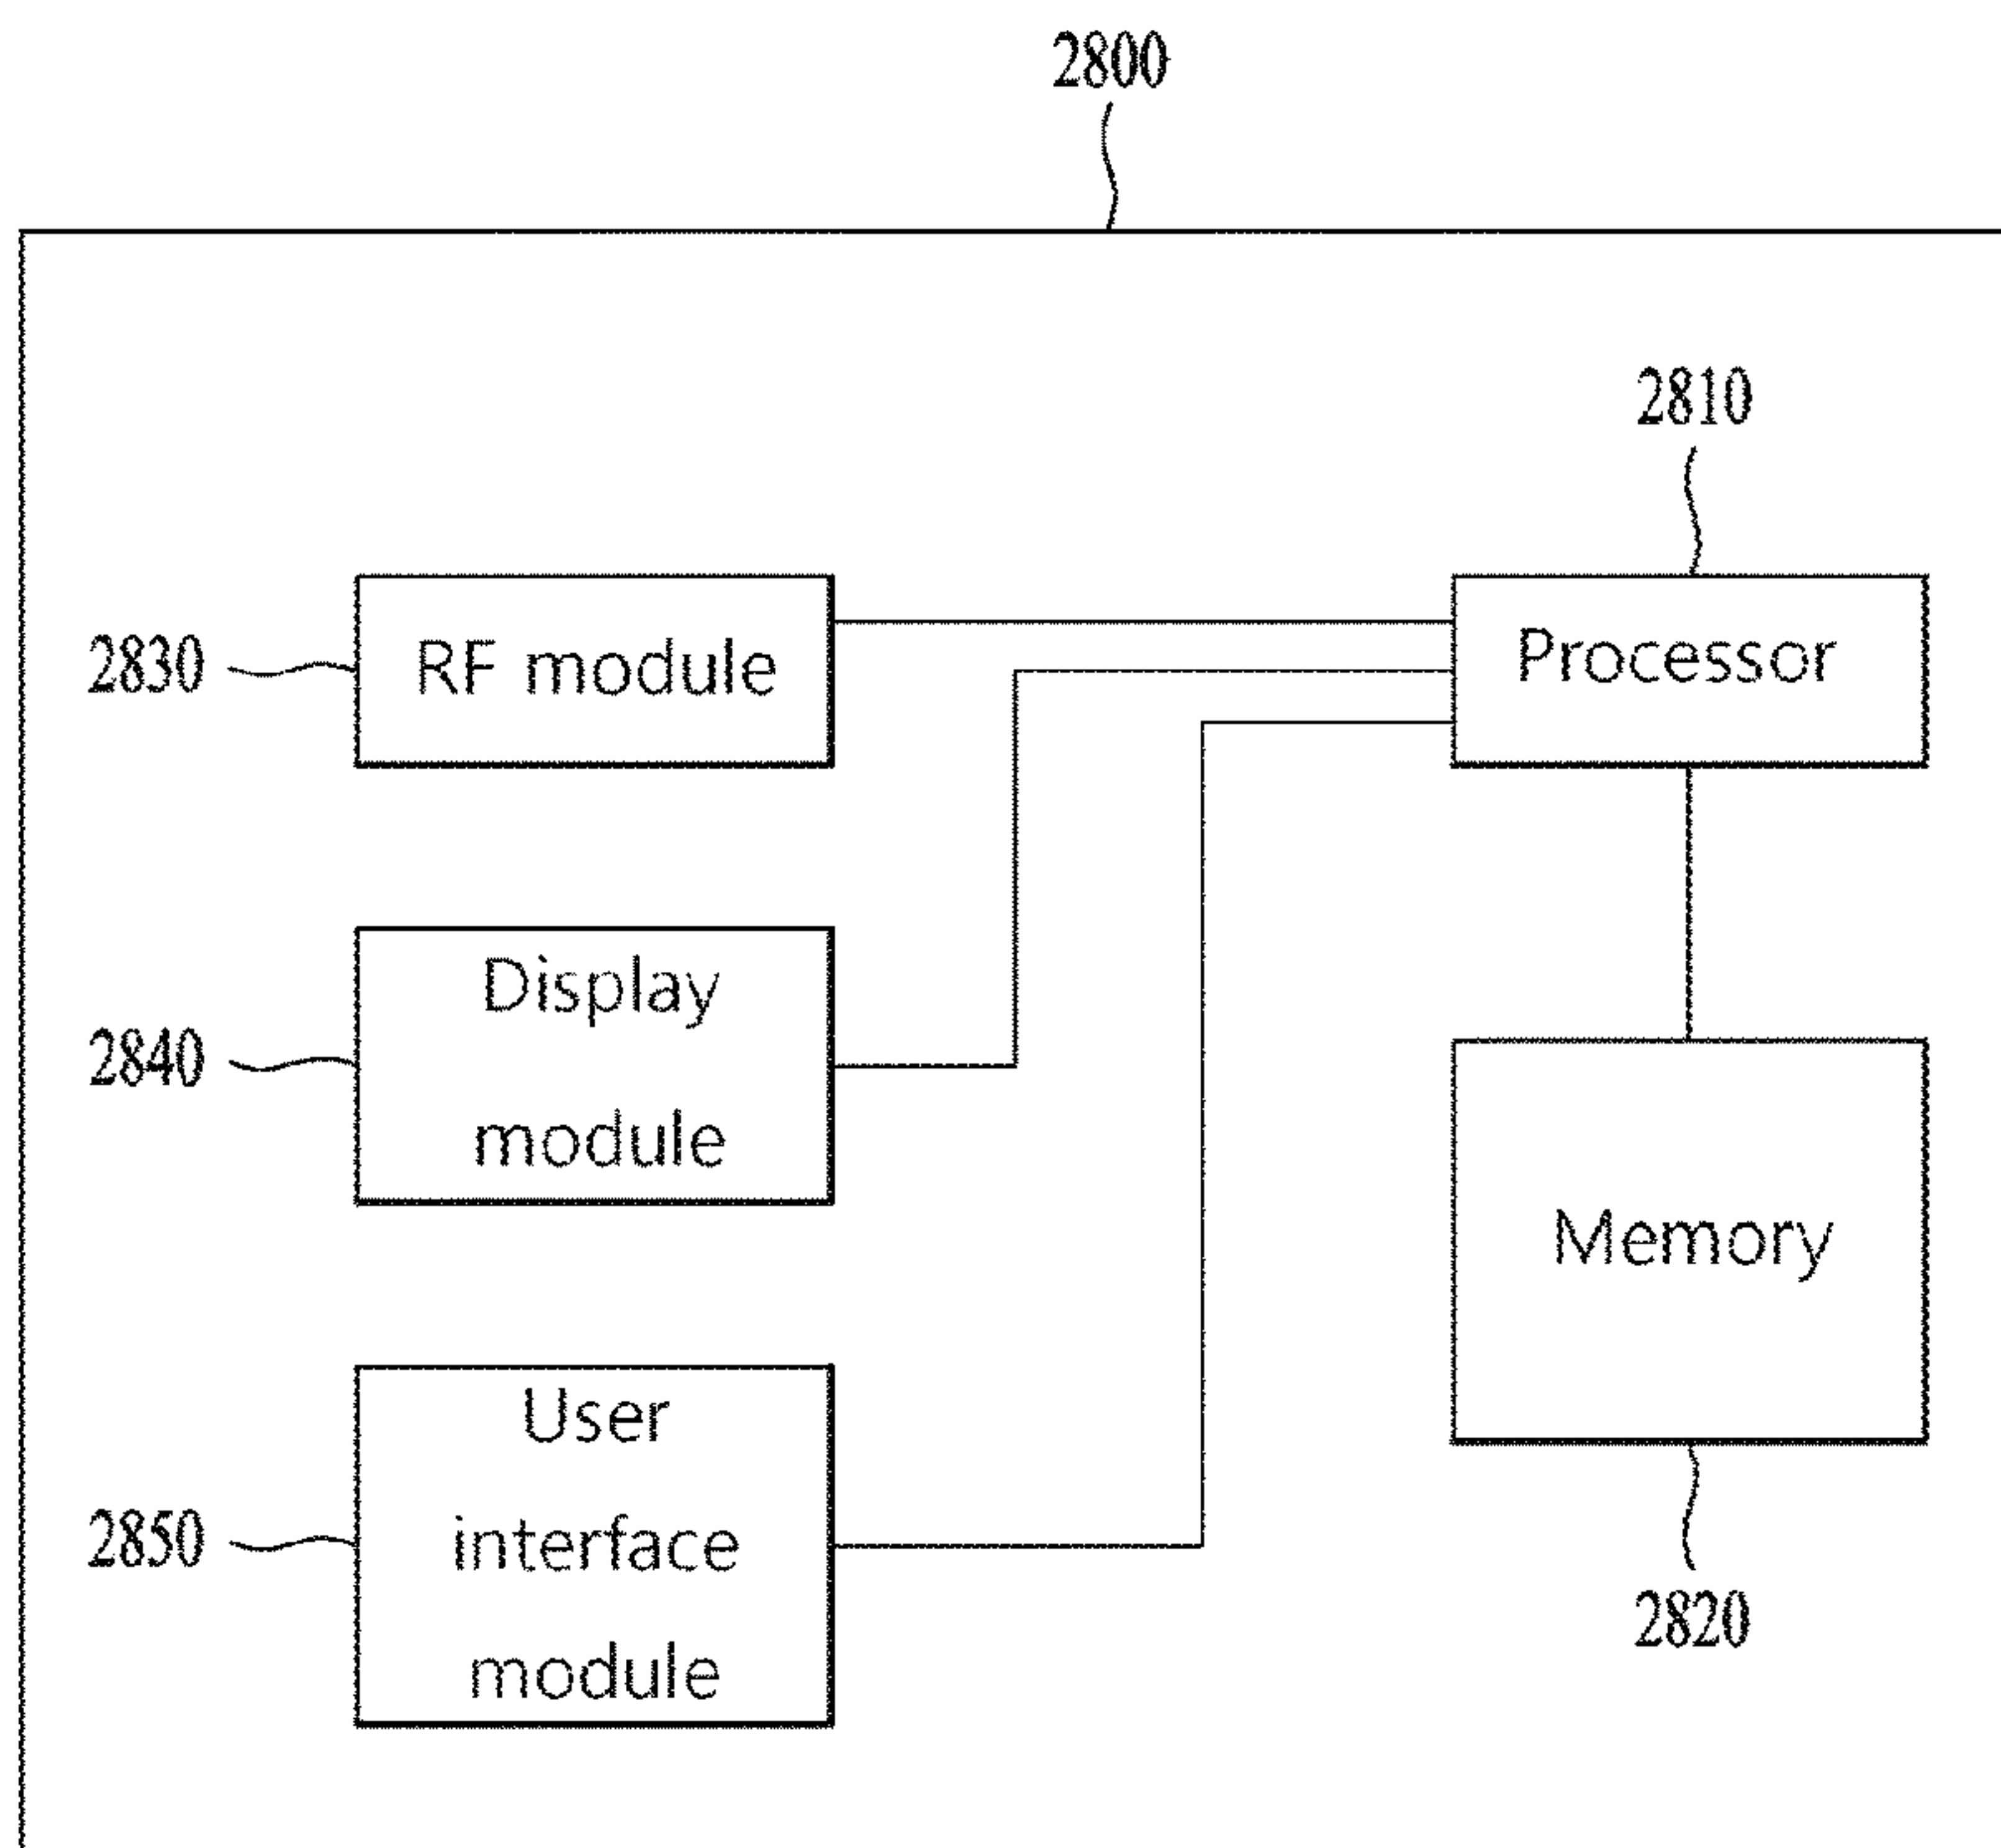 2800
2810
2830
RF module
Processor
2840
Display
module
Memory
2850
User
interface
module
2820